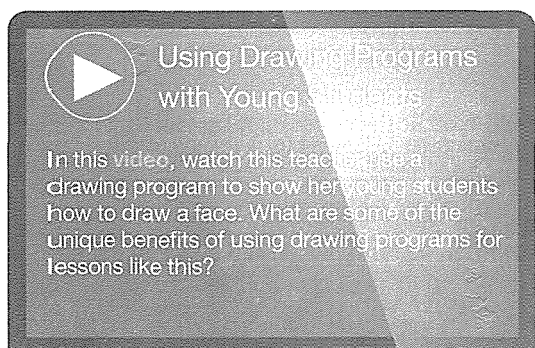 Using Drawing Programs
with Young Students
In this video, watch this teacher use a
drawing program to show her young students
how to draw a face. What are some of the
unique benefits of using drawing programs for
lessons like this?